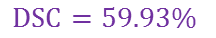 DSC = 59.93%